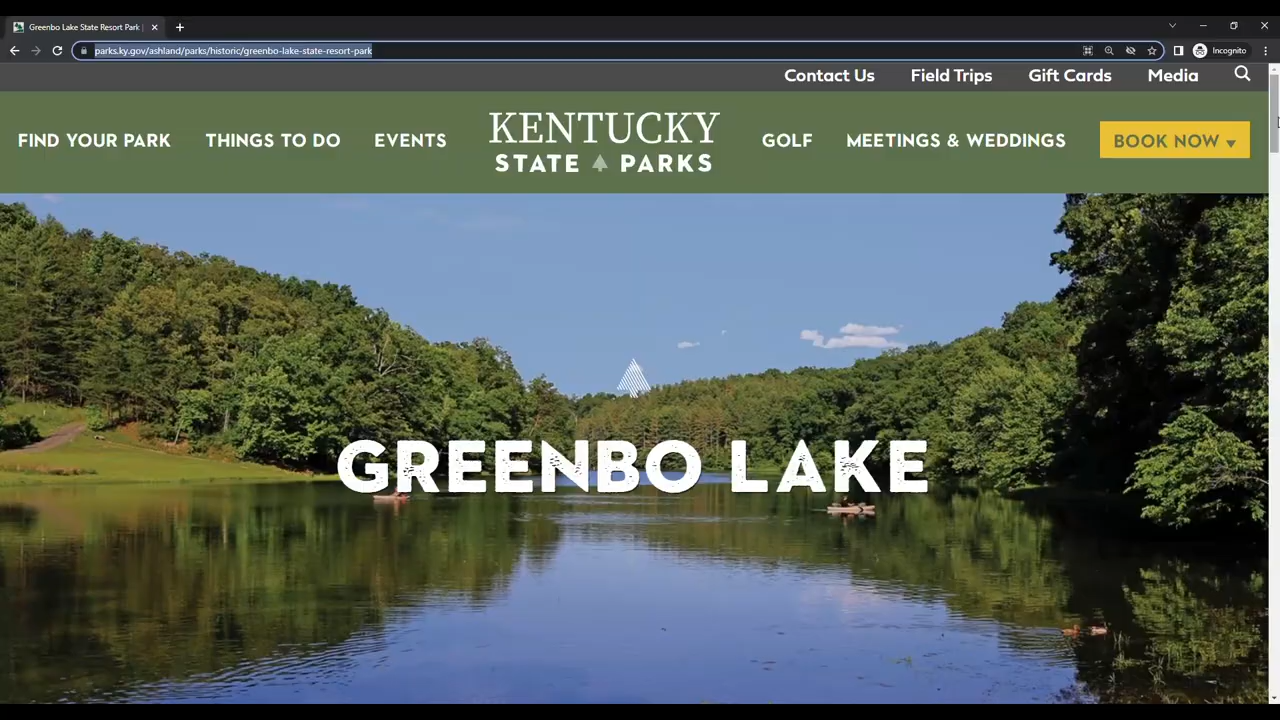 Greenbo Lake State Resort Park |
parks.ky.gov/ashland/parks/historic/greenbo-lake-state-resort-park
Incognito
Contact Us Field Trips Gift Cards Media
FIND YOUR PARK THINGS TO DO EVENTS KENTUCKY STATE PARKS GOLF MEETINGS & WEDDINGS BOOK NOW
GREENBO LAKE